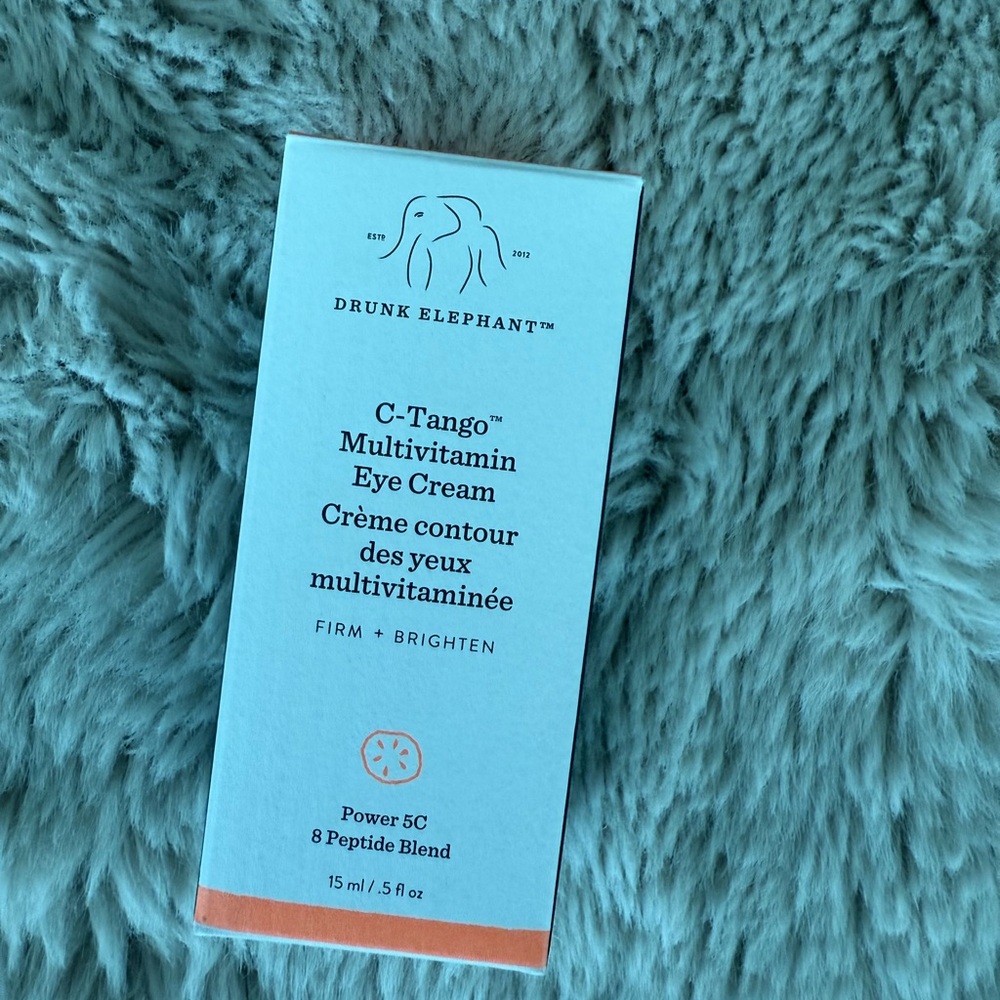 ESTD
2012
DRUNK ELEPHANT™
C-Tango™
Multivitamin
Eye Cream
Crème contour
des yeux
multivitaminée
FIRM + BRIGHTEN
Power 5C
8 Peptide Blend
15 ml / .5 fl oz